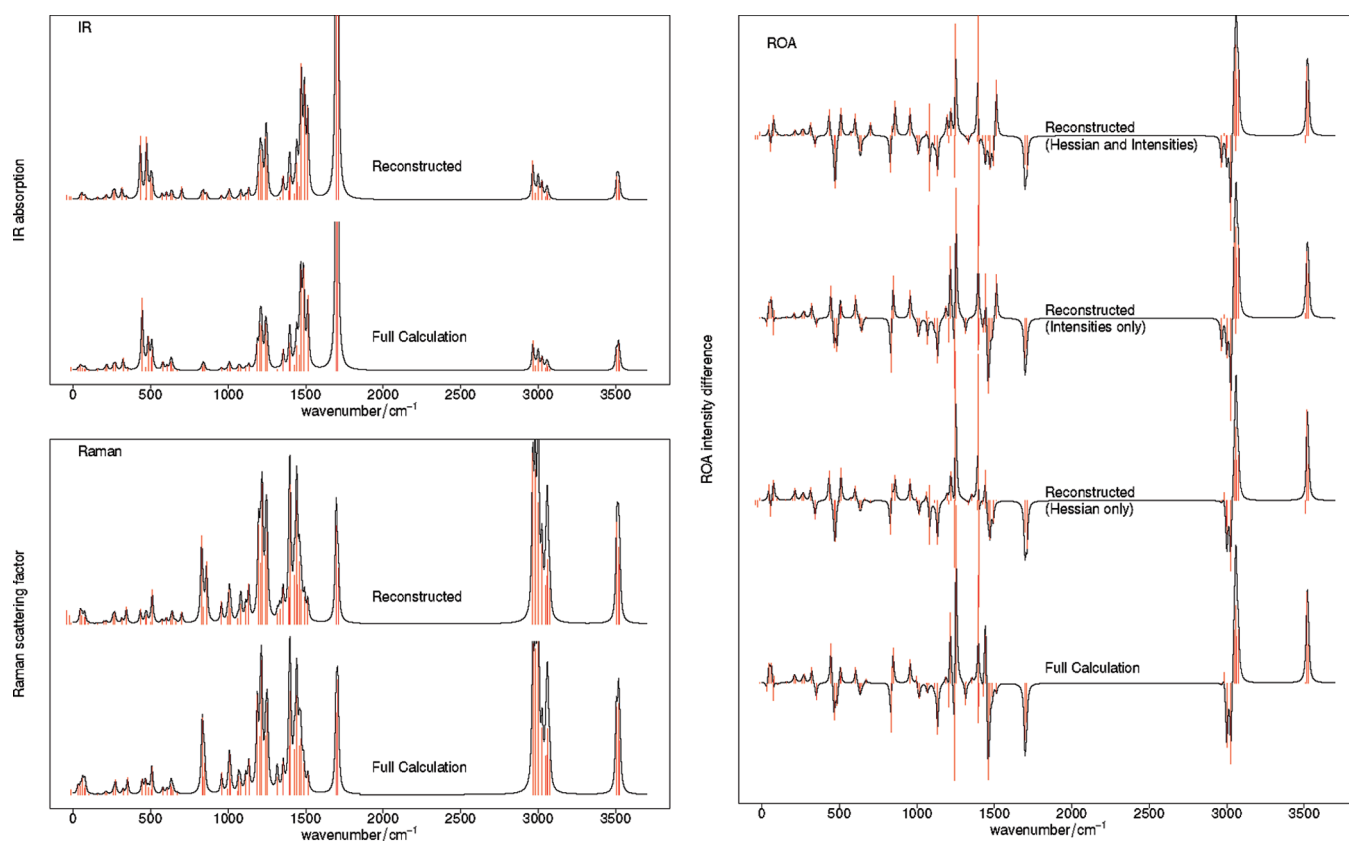 IR
IR absorption
Reconstructed
Full Calculation
0 500 1000 1500 2000 2500 3000 3500
wavenumber/cm−1
Raman
Raman scattering factor
Reconstructed
Full Calculation
0 500 1000 1500 2000 2500 3000 3500
wavenumber/cm−1
ROA
ROA intensity difference
Reconstructed
(Hessian and Intensities)
Reconstructed
(Intensities only)
Reconstructed
(Hessian only)
Full Calculation
0 500 1000 1500 2000 2500 3000 3500
wavenumber/cm−1